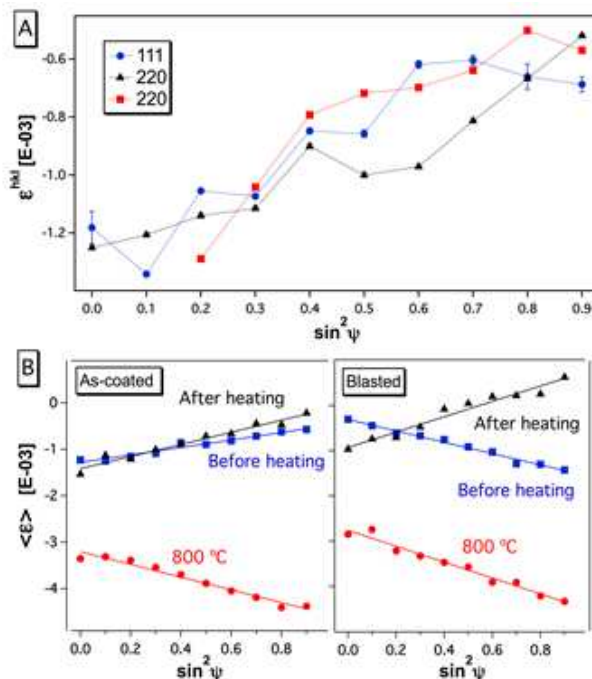 A
111
220
220
-0.6
-0.8
-1.0
-1.2
ε^hkl [E-03]
0.0 0.1 0.2 0.3 0.4 0.5 0.6 0.7 0.8 0.9
sin²ψ
B
As-coated
Blasted
After heating
Before heating
800 ºC
After heating
Before heating
800 ºC
0
-1
-2
-3
-4
<ε> [E-03]
0.0 0.2 0.4 0.6 0.8
0.0 0.2 0.4 0.6 0.8
sin²ψ
sin²ψ